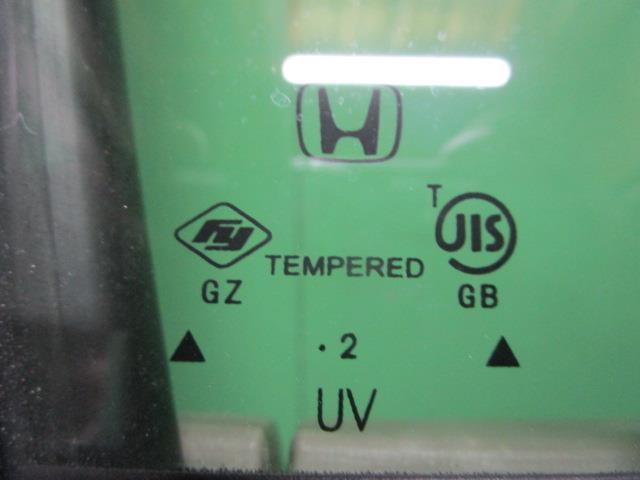 H
T JIS
fy
TEMPERED
GZ
GB
. 2
UV